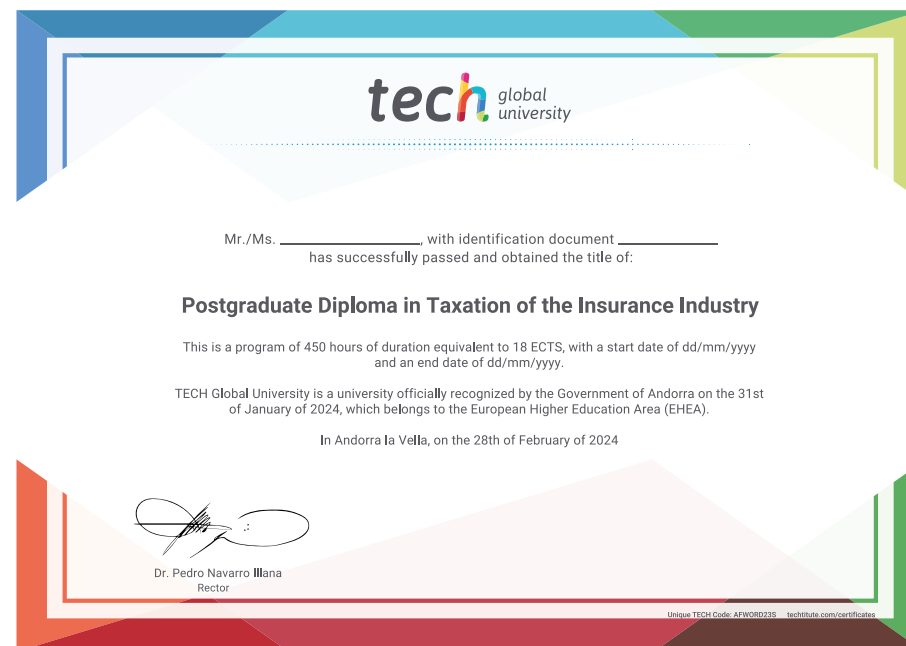 tech global university
Mr./Ms. ____________, with identification document ____________
has successfully passed and obtained the title of:
Postgraduate Diploma in Taxation of the Insurance Industry
This is a program of 450 hours of duration equivalent to 18 ECTS, with a start date of dd/mm/yyyy
and an end date of dd/mm/yyyy.
TECH Global University is a university officially recognized by the Government of Andorra on the 31st
of January of 2024, which belongs to the European Higher Education Area (EHEA).
In Andorra la Vella, on the 28th of February of 2024
Dr. Pedro Navarro Illana
Rector
Unique TECH Code: AFWORD23S techtitute.com/certificates